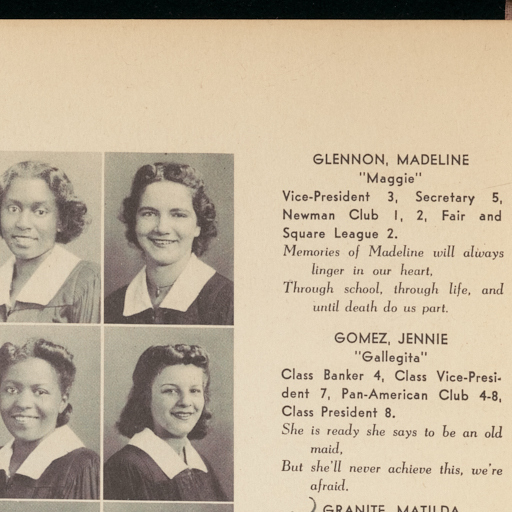 GLENNON, MADELINE
"Maggie"
Vice-President 3, Secretary 5,
Newman Club 1, 2, Fair and
Square League 2.
Memories of Madeline will always
linger in our heart,
Through school, through life, and
until death do us part.
GOMEZ, JENNIE
"Gallegita"
Class Banker 4, Class Vice-Presi-
dent 7, Pan-American Club 4-8,
Class President 8.
She is ready she says to be an old
maid,
But she'll never achieve this, we're
afraid.
GRANITE, MATILDA